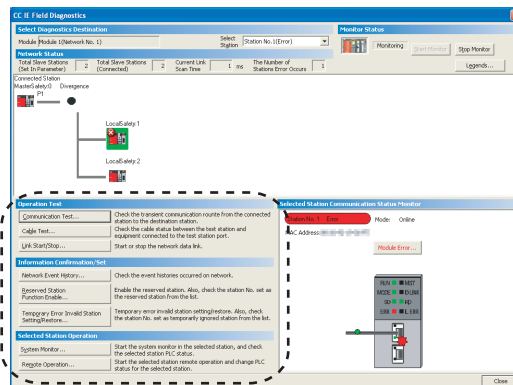 CC IE Field Diagnostics
Select Diagnostics Destination
Module Module 1(Network No. 1)
Select Station Station No.1(Error)
Monitor Status
Monitoring Start Monitor Stop Monitor
Legends...
Network Status
Total Slave Stations (Set In Parameter) 2
Total Slave Stations (Connected) 2
Current Link Scan Time 1 ms
The Number of Stations Error Occurs 1
Connected Station
MasterSafety:0 Divergence
P1
LocalSafety:1
LocalSafety:2
Operation Test
Communication Test... Check the transient communication rounte from the connected station to the destination station.
Cable Test... Check the cable status between the test station and equipment connected to the test station port.
Link Start/Stop... Start or stop the network data link.
Information Confirmation/Set
Network Event History... Check the event histories occurred on network.
Reserved Station Function Enable... Enable the reserved station. Also, check the station No. set as the reserved station from the list.
Temporary Error Invalid Station Setting/Restore... Temporary error invalid station setting/restore. Also, check the station No. set as temporarily ignored station from the list.
Selected Station Operation
System Monitor... Start the system monitor in the selected station, and check the selected station PLC status.
Remote Operation... Start the selected station remote operation and change PLC status for the selected station.
Selected Station Communication Status Monitor
Station No. 1 Error Mode: Online
MAC Address:
Module Error...
RUN MST
MODE D LINK
SD RD
ERR. L ERR.
Close